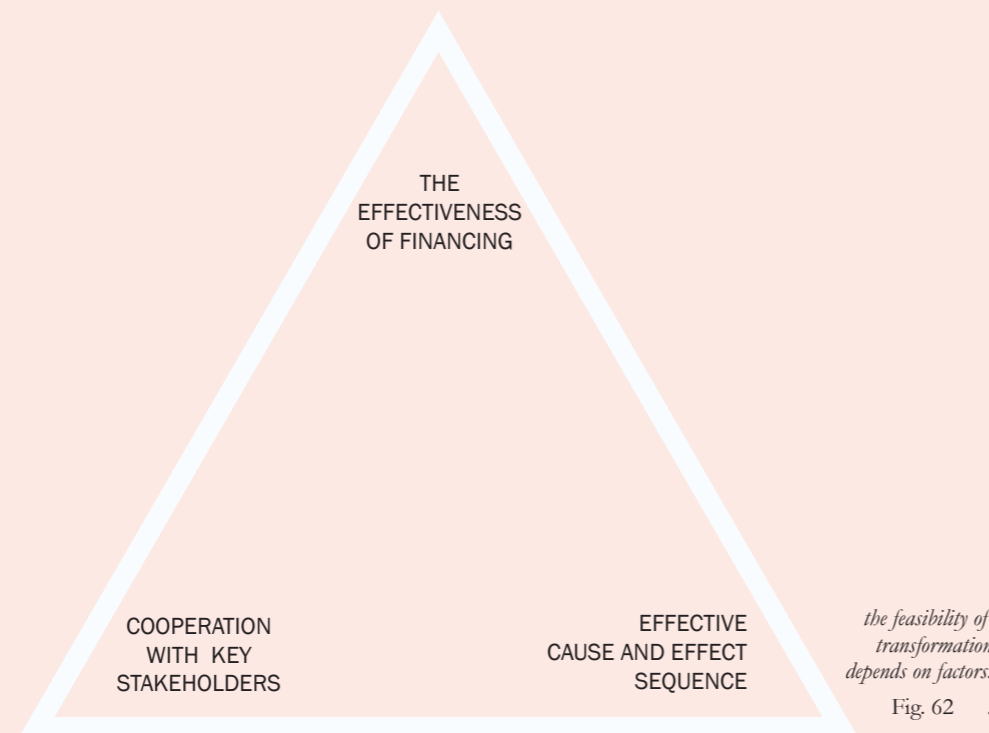 THE
EFFECTIVENESS
OF FINANCING
COOPERATION
WITH KEY
STAKEHOLDERS
EFFECTIVE
CAUSE AND EFFECT
SEQUENCE
the feasibility of
transformation
depends on factors.
Fig. 62